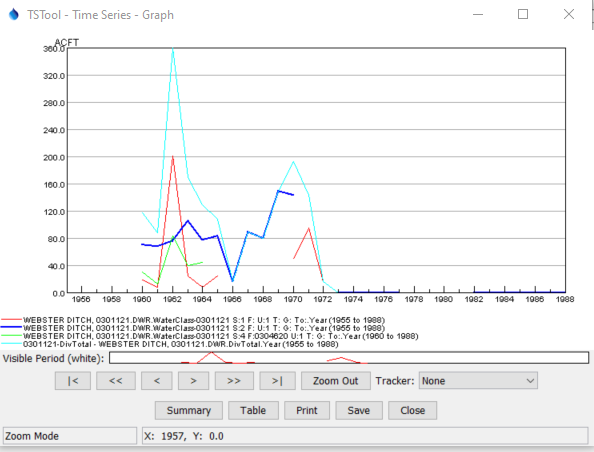 TSTool - Time Series - Graph
ACFT
360.0
320.0
280.0
240.0
200.0
160.0
120.0
80.0
40.0
0.0
1956 1958 1960 1962 1964 1966 1968 1970 1972 1974 1976 1978 1980 1982 1984 1986 1988
WEBSTER DITCH, 0301121.DWR.WaterClass-0301121 S:1 F: U:1 T: G: To:.Year (1955 to 1988)
WEBSTER DITCH, 0301121.DWR.WaterClass-0301121 S:2 F: U:1 T: G: To:.Year (1955 to 1988)
WEBSTER DITCH, 0301121.DWR.WaterClass-0301121 S:4 F:0304620 U:1 T: G: To:.Year (1960 to 1988)
0301121-DivTotal - WEBSTER DITCH, 0301121.DWR.DivTotal.Year (1955 to 1988)
Visible Period (white):
|< << < > >> >| Zoom Out Tracker: None
Summary Table Print Save Close
Zoom Mode X: 1957, Y: 0.0